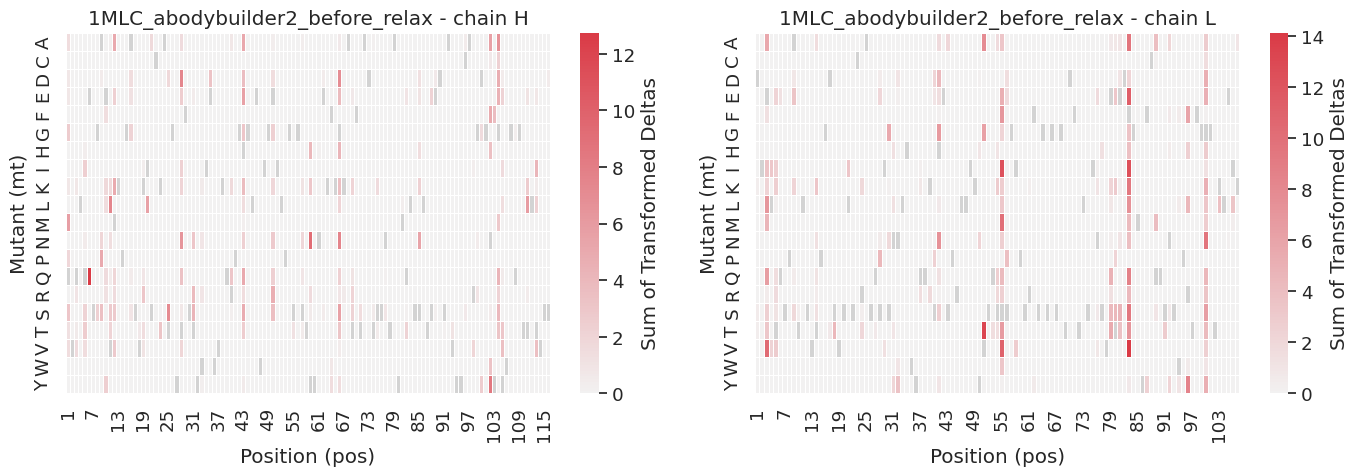 1MLC_abodybuilder2_before_relax - chain H
Mutant (mt)
A
C
D
E
F
G
H
I
K
L
M
N
P
Q
R
S
T
V
W
Y
1 7 13 19 25 31 37 43 49 55 61 67 73 79 85 91 97 103 109 115
Position (pos)
12
10
8
6
4
2
0
Sum of Transformed Deltas
1MLC_abodybuilder2_before_relax - chain L
Mutant (mt)
A
C
D
E
F
G
H
I
K
L
M
N
P
Q
R
S
T
V
W
Y
1 7 13 19 25 31 37 43 49 55 61 67 73 79 85 91 97 103
Position (pos)
14
12
10
8
6
4
2
0
Sum of Transformed Deltas